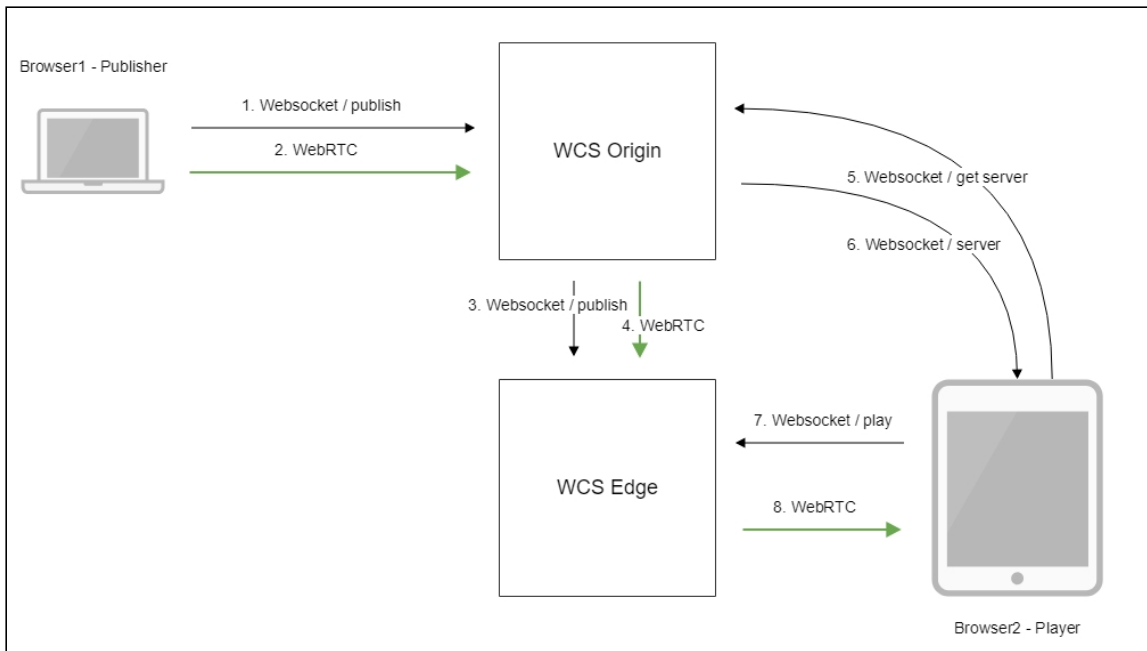 Browser1 - Publisher
1. Websocket / publish
2. WebRTC
WCS Origin
5. Websocket / get server
6. Websocket / server
3. Websocket / publish
4. WebRTC
7. Websocket / play
WCS Edge
8. WebRTC
Browser2 - Player